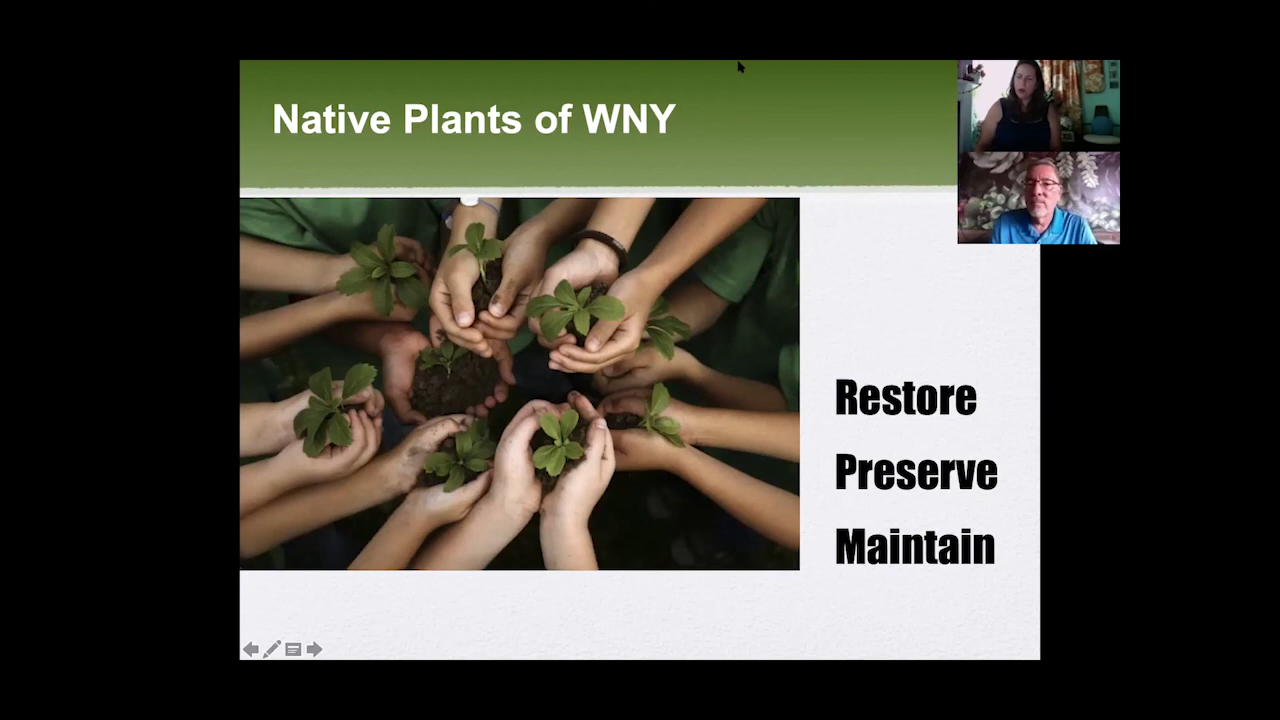 Native Plants of WNY
Restore
Preserve
Maintain